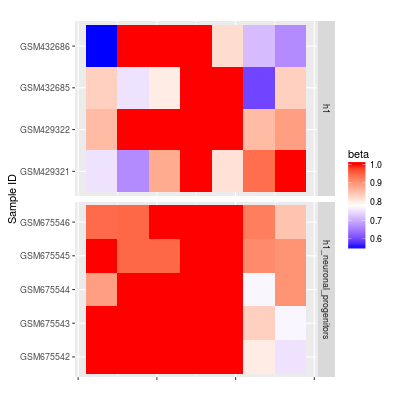 Sample ID
GSM432686
GSM432685
GSM429322
GSM429321
h1
GSM675546
GSM675545
GSM675544
GSM675543
GSM675542
h1_neuronal_progenitors
beta
1.0
0.9
0.8
0.7
0.6